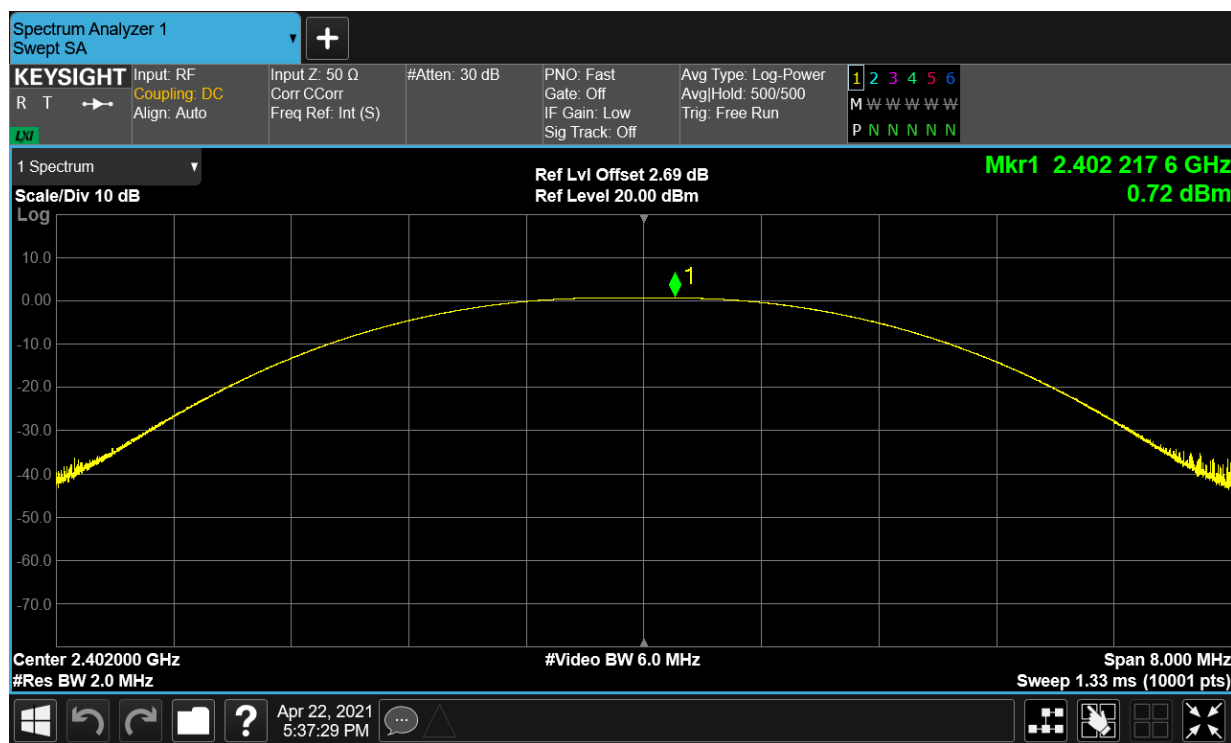 Spectrum Analyzer 1
Swept SA
KEYSIGHT
R T
LXI
Input: RF
Coupling: DC
Align: Auto
Input Z: 50 Ω
Corr CCorr
Freq Ref: Int (S)
#Atten: 30 dB
PNO: Fast
Gate: Off
IF Gain: Low
Sig Track: Off
Avg Type: Log-Power
Avg|Hold: 500/500
Trig: Free Run
1 2 3 4 5 6
M W W W W W
P N N N N N
1 Spectrum
Scale/Div 10 dB
Log
Ref Lvl Offset 2.69 dB
Ref Level 20.00 dBm
Mkr1 2.402 217 6 GHz
0.72 dBm
1
10.0
0.00
-10.0
-20.0
-30.0
-40.0
-50.0
-60.0
-70.0
Center 2.402000 GHz
#Res BW 2.0 MHz
#Video BW 6.0 MHz
Span 8.000 MHz
Sweep 1.33 ms (10001 pts)
?
Apr 22, 2021
5:37:29 PM